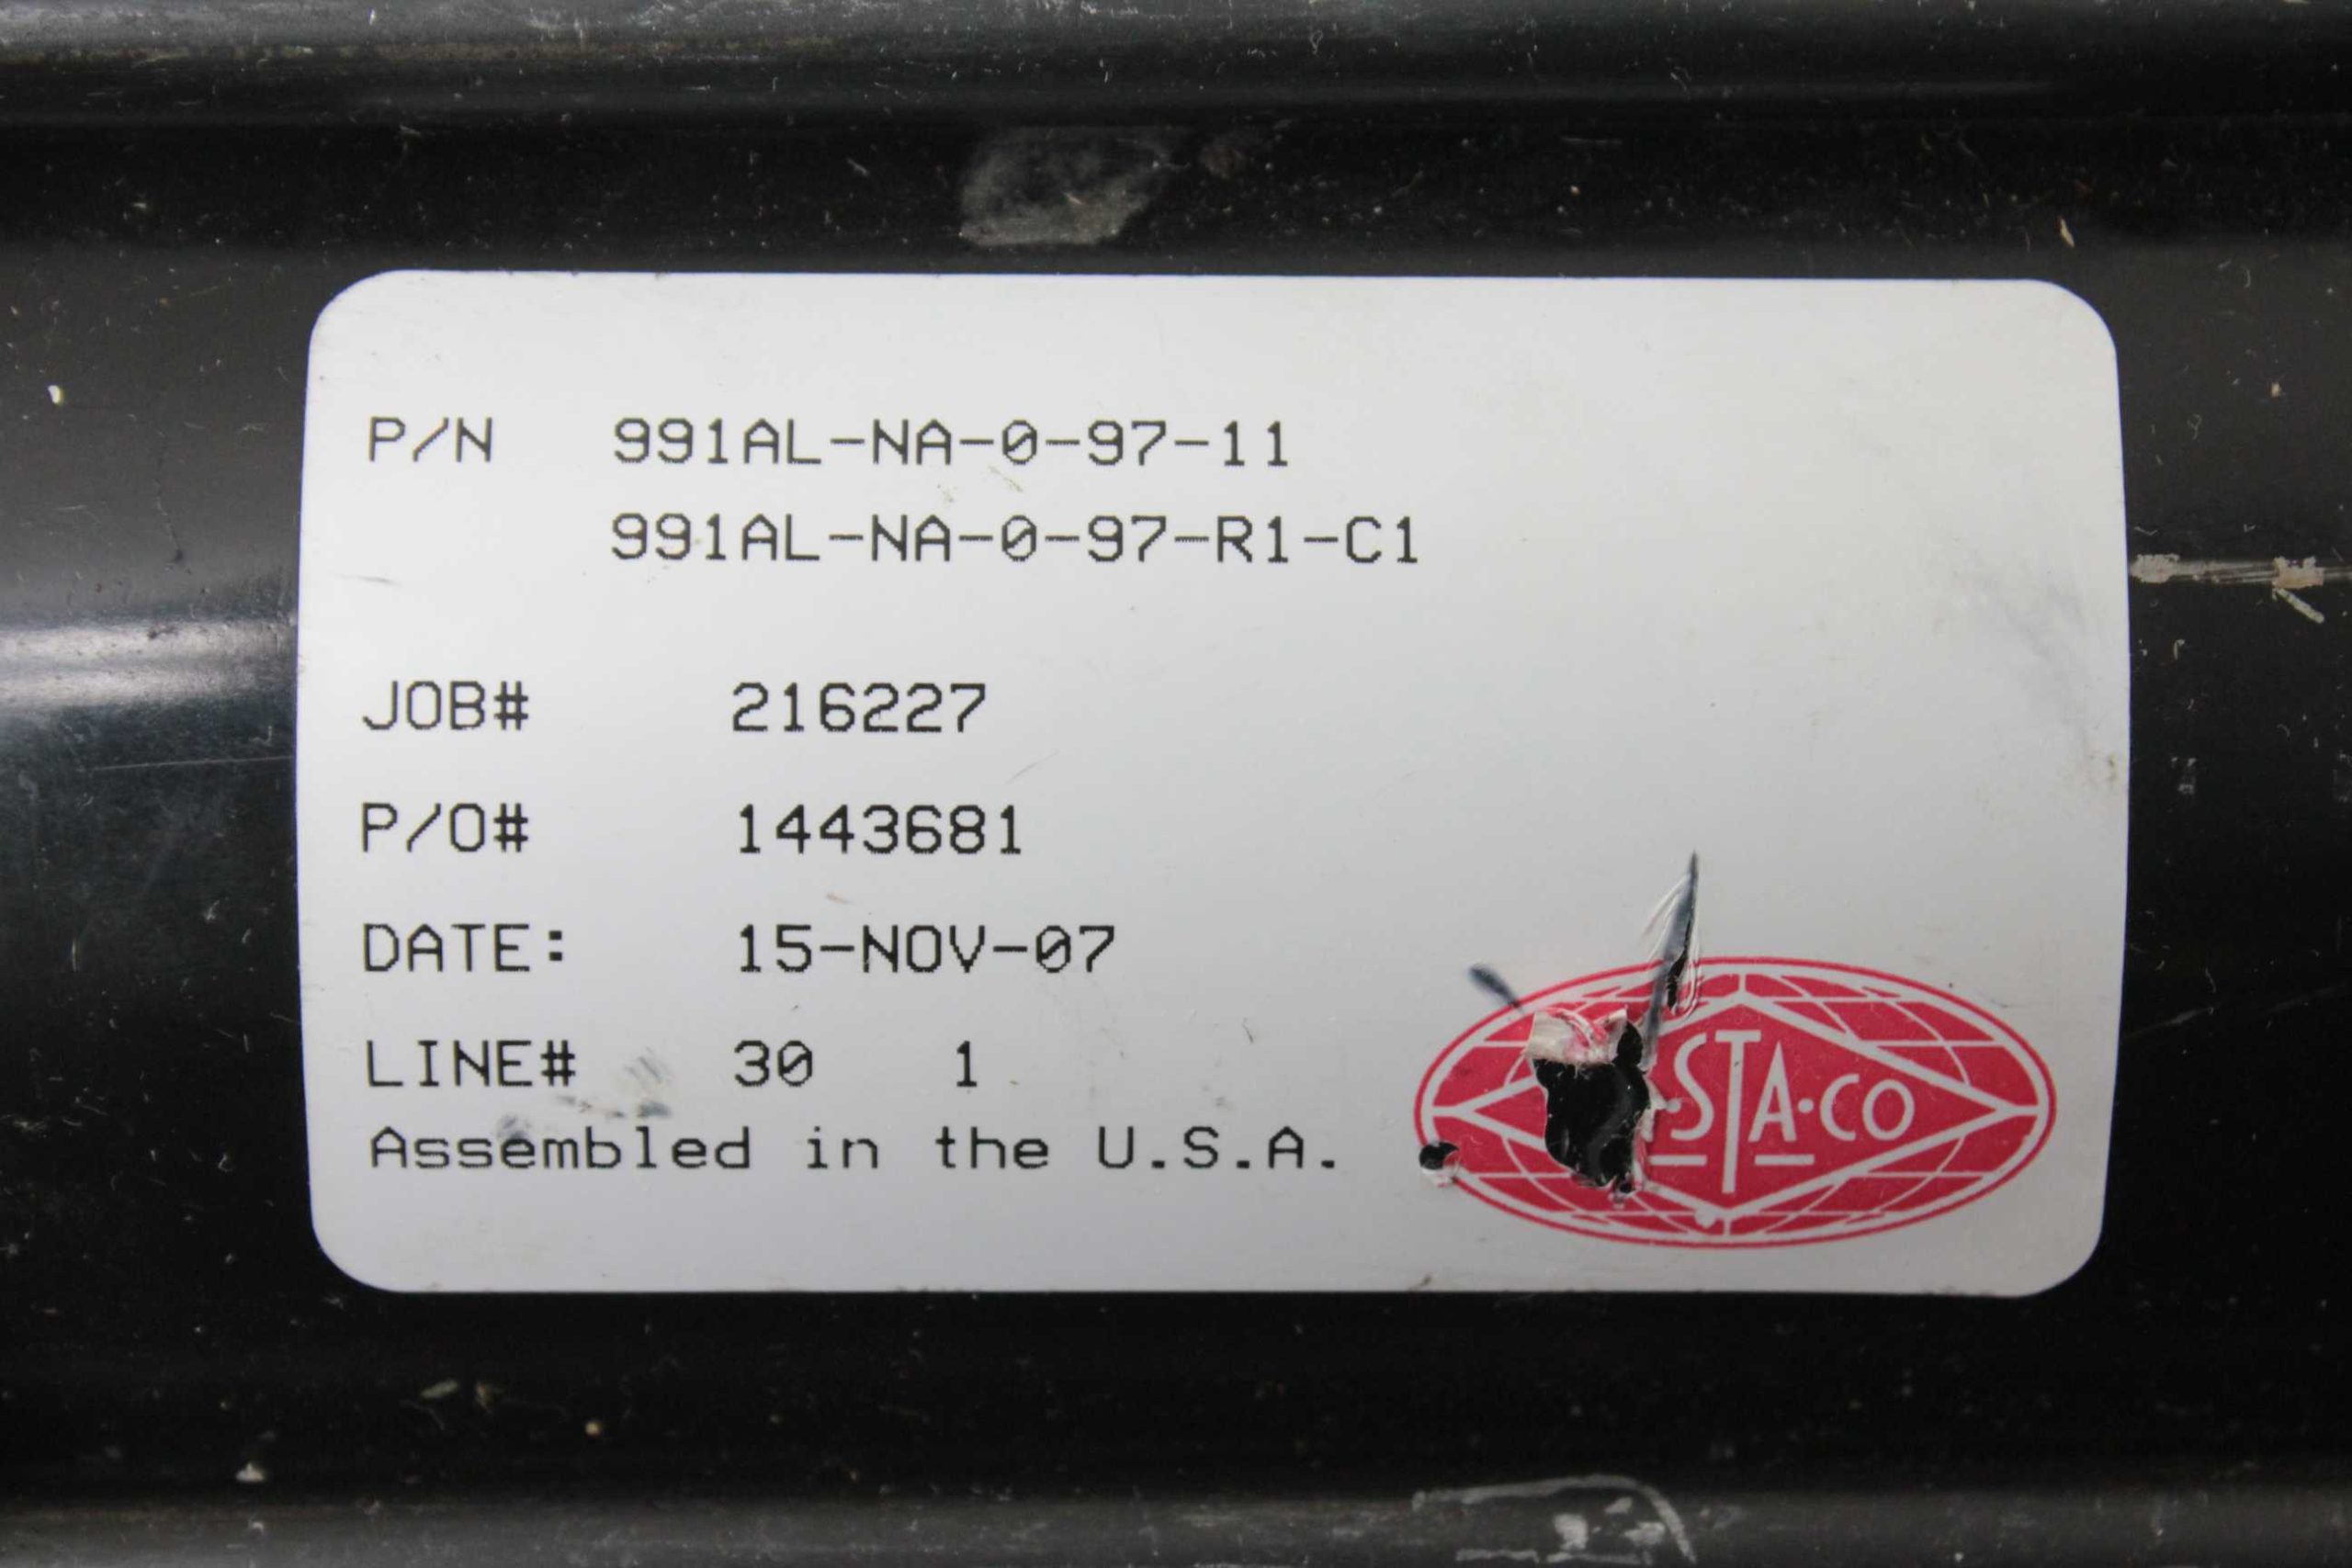 P/N 991AL-NA-0-97-11
991AL-NA-0-97-R1-C1
JOB# 216227
P/O# 1443681
DATE: 15-NOV-07
LINE# 30 1
Assembled in the U.S.A.
STA·CO